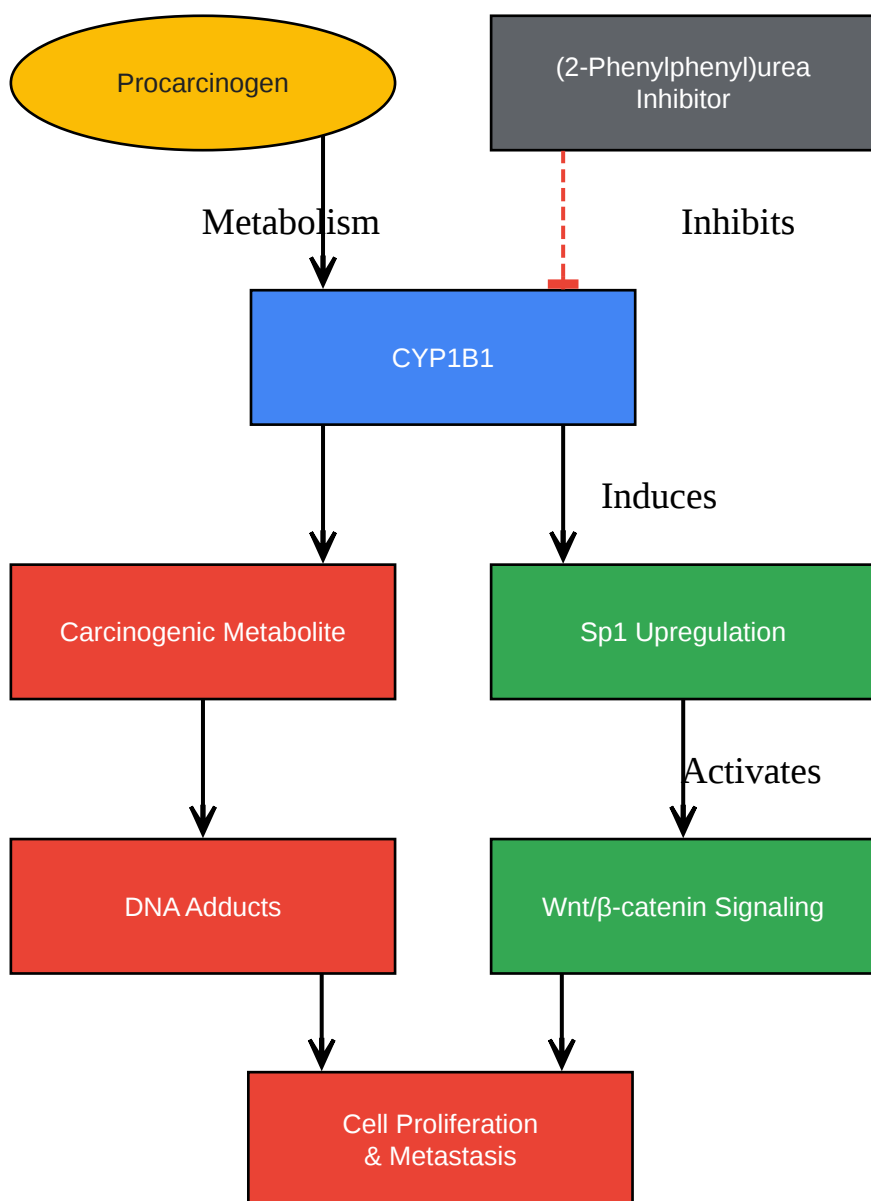 Procarcinogen
(2-Phenylphenyl)urea
Inhibitor
Metabolism
Inhibits
CYP1B1
Induces
Carcinogenic Metabolite
Sp1 Upregulation
Activates
DNA Adducts
Wnt/β-catenin Signaling
Cell Proliferation
& Metastasis